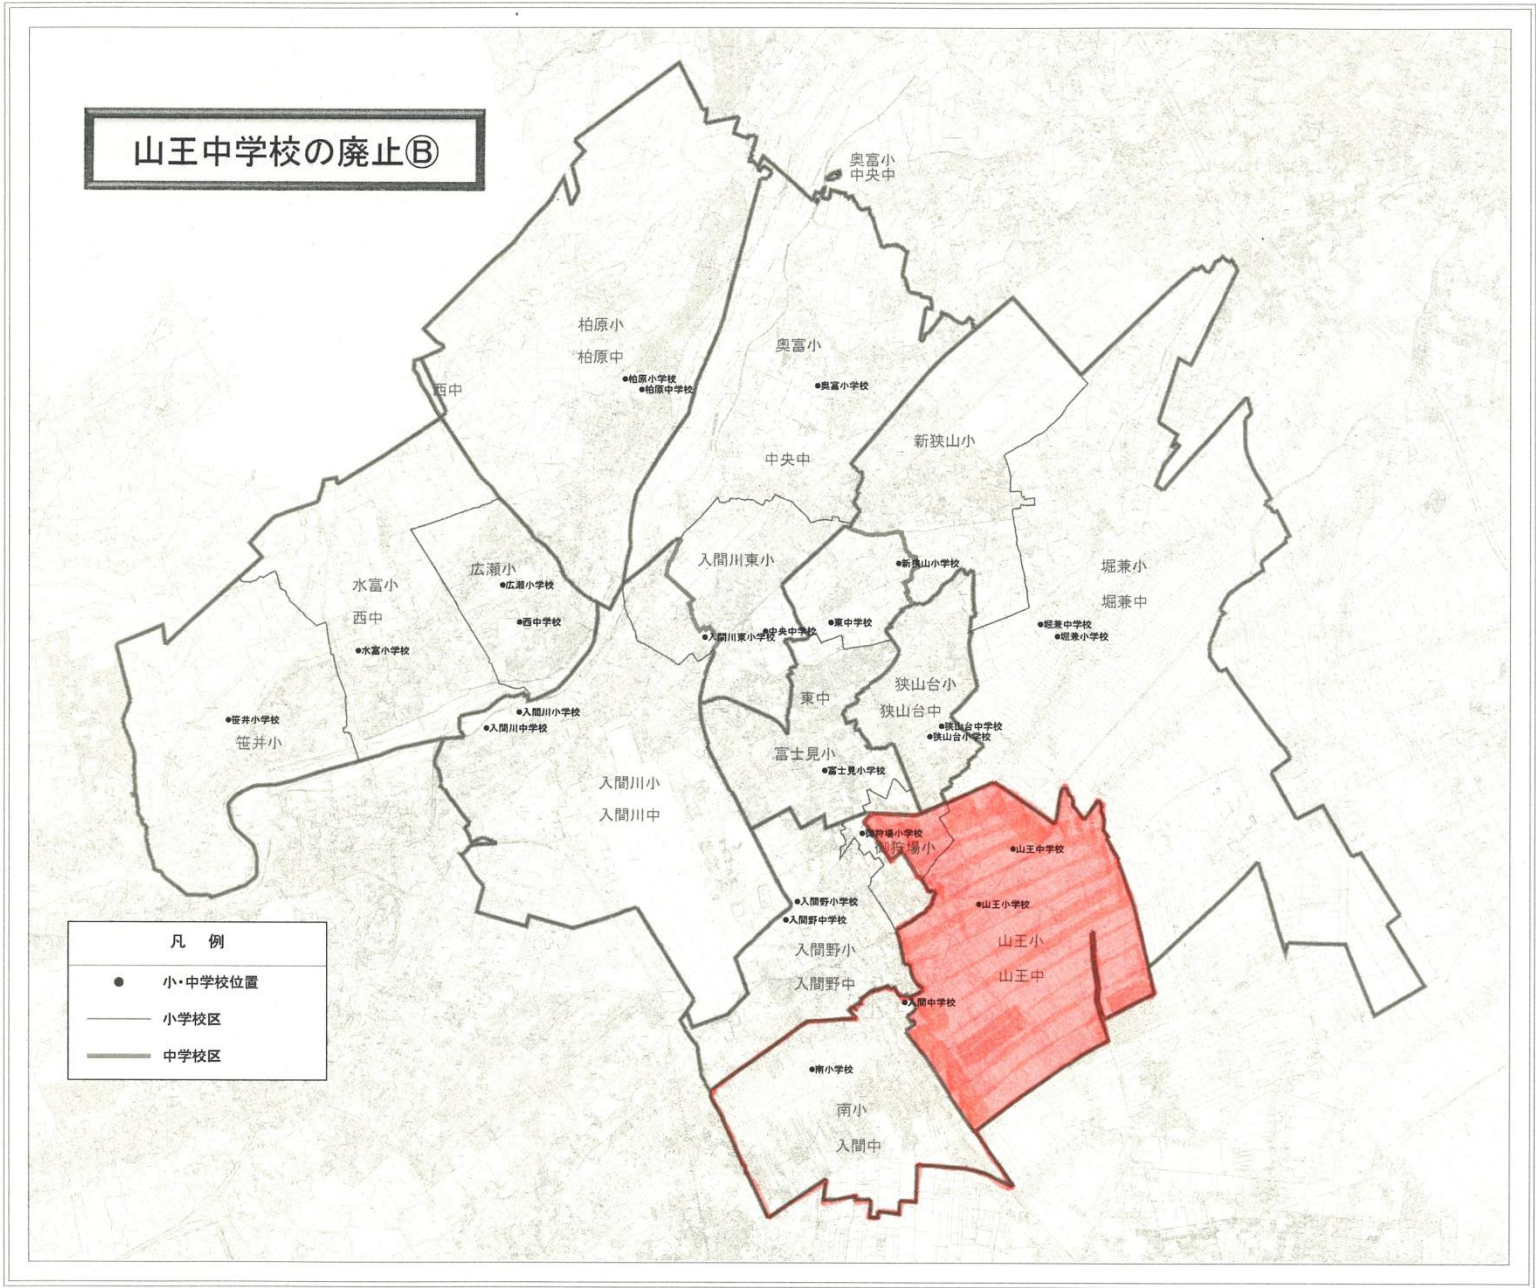 山王中学校の廃止Ⓑ
奥富小
中央中
柏原小
柏原中
●柏原小学校
●柏原中学校
西中
奥富小
●奥富小学校
中央中
新狭山小
入間川東小
●新狭山小学校
堀兼小
堀兼中
●堀兼中学校
●堀兼小学校
水富小
西中
●水富小学校
広瀬小
●広瀬小学校
●西中学校
●入間川東小学校
●中央中学校
●東中学校
東中
狭山台小
狭山台中
●狭山台中学校
●狭山台小学校
●笹井小学校
笹井小
●入間川小学校
●入間川中学校
入間川小
入間川中
富士見小
●富士見小学校
●御狩場小学校
御狩場小
●山王中学校
●山王小学校
山王小
山王中
●入間野小学校
●入間野中学校
入間野小
入間野中
●入間中学校
●南小学校
南小
入間中
凡 例
● 小・中学校位置
小学校区
中学校区